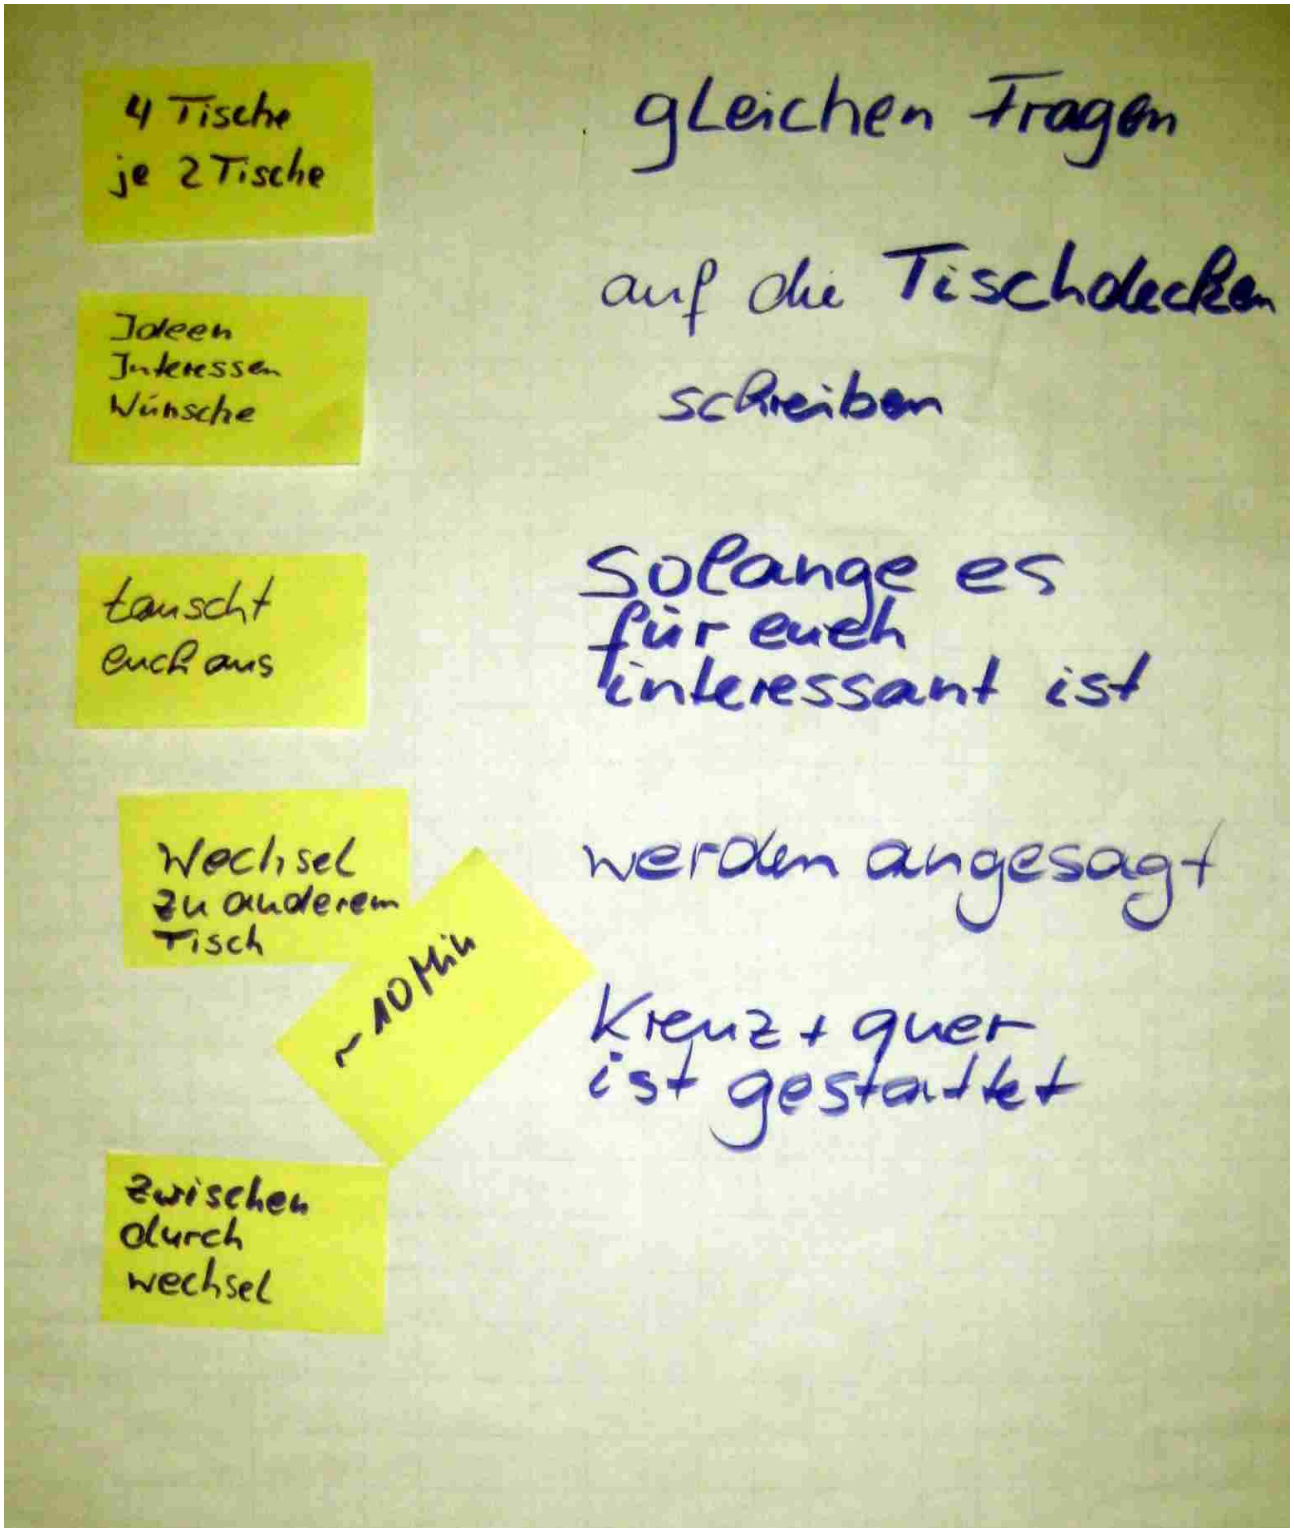 4 Tische
je 2 Tische
gleichen Fragen
Ideen
Interessen
Wünsche
auf die Tischdecken
schreiben
tauscht
euch aus
solange es
für euch
interessant ist
Wechsel
zu anderem
Tisch
~ 10 Min
werden angesagt
Kreuz + quer
ist gestattet
zwischen
durch
wechsel